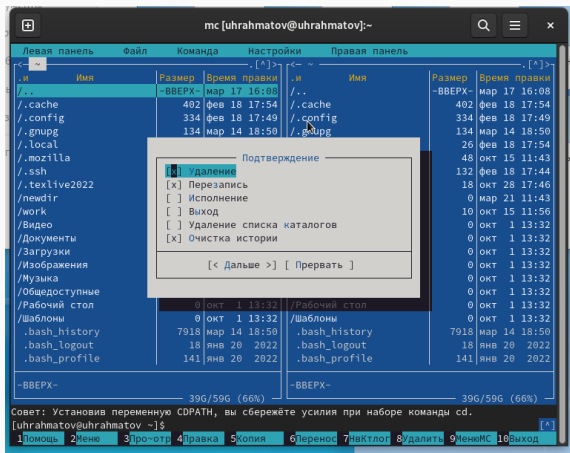 mc [uhrahmatov@uhrahmatov]:~
Левая панель Файл Команда Настройки Правая панель
<─ ~ .[^]>┐┌<─ ~ .[^]>
.и Имя Размер Время правки .и Имя Размер Время правки
/.. -ВВЕРХ- мар 17 16:08 /.. -ВВЕРХ- мар 17 16:08
/.cache 402 фев 18 17:54 /.cache 402 фев 18 17:54
/.config 334 фев 18 17:49 /.config 334 фев 18 17:49
/.gnupg 134 мар 14 18:50 /.gnupg 134 мар 14 18:50
/.local 26 фев 18 17:54
/.mozilla Подтверждение 48 окт 15 11:43
/.ssh [x] Удаление 132 фев 18 17:44
/.texlive2022 [x] Перезапись 18 окт 28 17:46
/newdir [ ] Исполнение 0 мар 21 11:43
/work [ ] Выход 10 окт 15 11:56
/Видео [ ] Удаление списка каталогов 0 окт 1 13:32
/Документы [x] Очистка истории 0 окт 1 13:32
/Загрузки 0 окт 1 13:32
/Изображения [< Дальше >] [ Прервать ] 0 окт 1 13:32
/Музыка 0 окт 1 13:32
/Общедоступные 0 окт 1 13:32
/Рабочий стол 0 окт 1 13:32 /Рабочий стол 0 окт 1 13:32
/Шаблоны 0 окт 1 13:32 /Шаблоны 0 окт 1 13:32
.bash_history 7918 мар 14 18:50 .bash_history 7918 мар 14 18:50
.bash_logout 18 янв 20 2022 .bash_logout 18 янв 20 2022
.bash_profile 141 янв 20 2022 .bash_profile 141 янв 20 2022
-ВВЕРХ- -ВВЕРХ-
39G/59G (66%) 39G/59G (66%)
Совет: Установив переменную CDPATH, вы сбережёте усилия при наборе команды cd.
[uhrahmatov@uhrahmatov ~]$ [^]
1Помощь 2Меню 3Про~отр 4Правка 5Копия 6Перенос 7НвКтлог 8Удалить 9МенюMC 10Выход